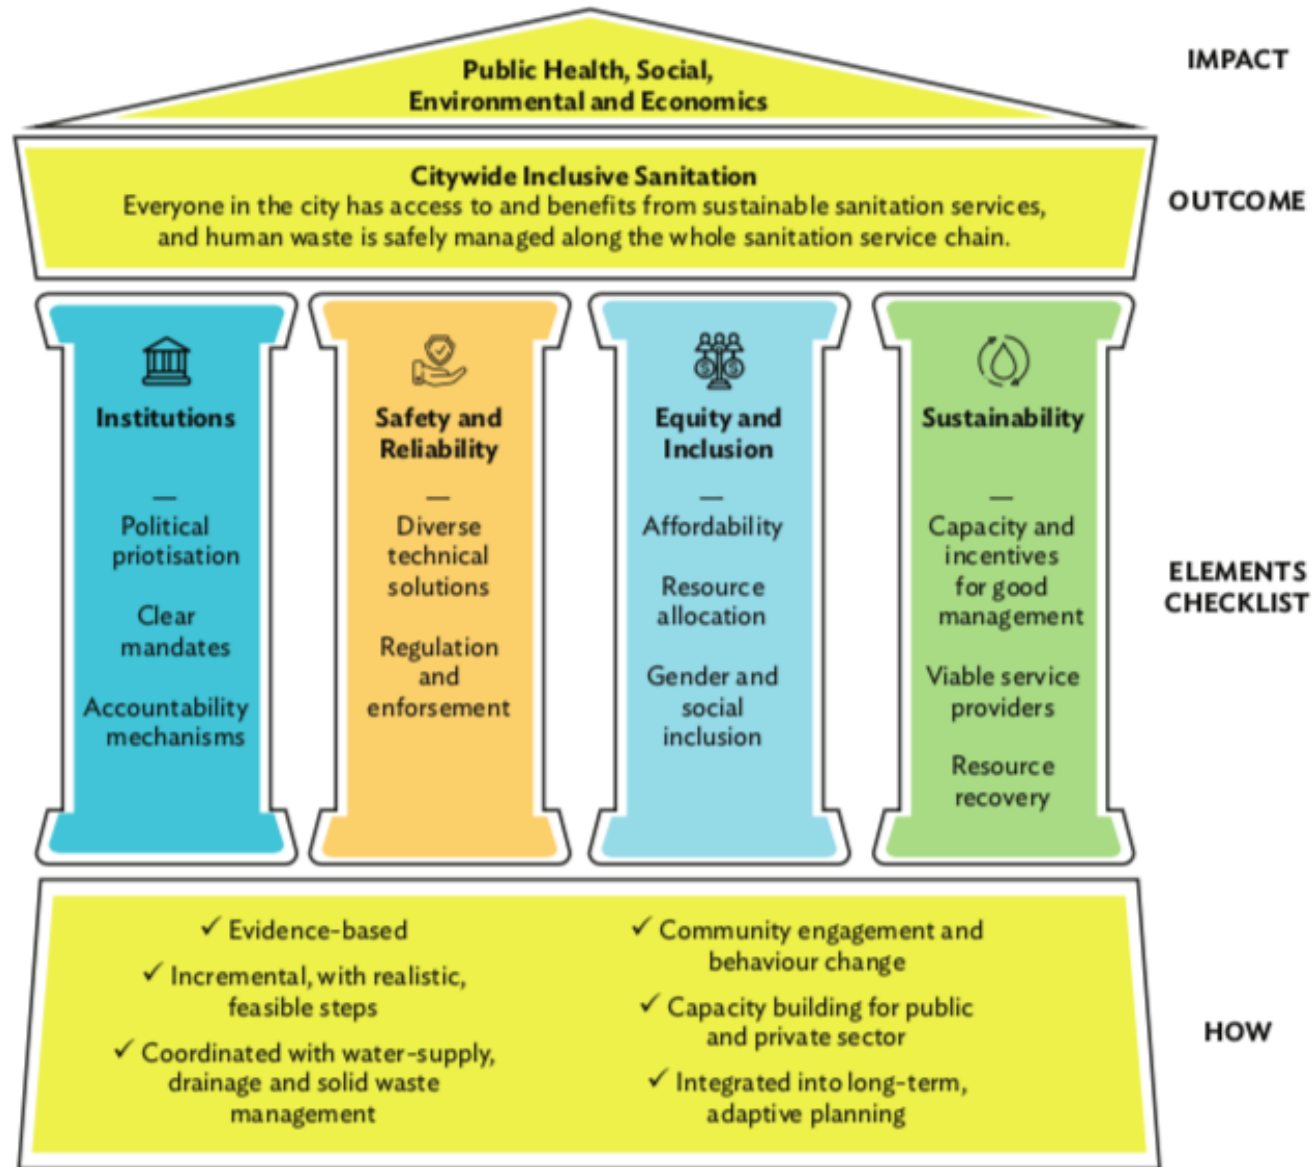 Public Health, Social,
Environmental and Economics
IMPACT
Citywide Inclusive Sanitation
Everyone in the city has access to and benefits from sustainable sanitation services,
and human waste is safely managed along the whole sanitation service chain.
OUTCOME
Institutions
—
Political
priotisation
Clear
mandates
Accountability
mechanisms
Safety and
Reliability
—
Diverse
technical
solutions
Regulation
and
enforsement
Equity and
Inclusion
—
Affordability
Resource
allocation
Gender and
social
inclusion
Sustainability
—
Capacity and
incentives
for good
management
Viable service
providers
Resource
recovery
ELEMENTS
CHECKLIST
✓ Evidence-based
✓ Incremental, with realistic,
feasible steps
✓ Coordinated with water-supply,
drainage and solid waste
management
✓ Community engagement and
behaviour change
✓ Capacity building for public
and private sector
✓ Integrated into long-term,
adaptive planning
HOW